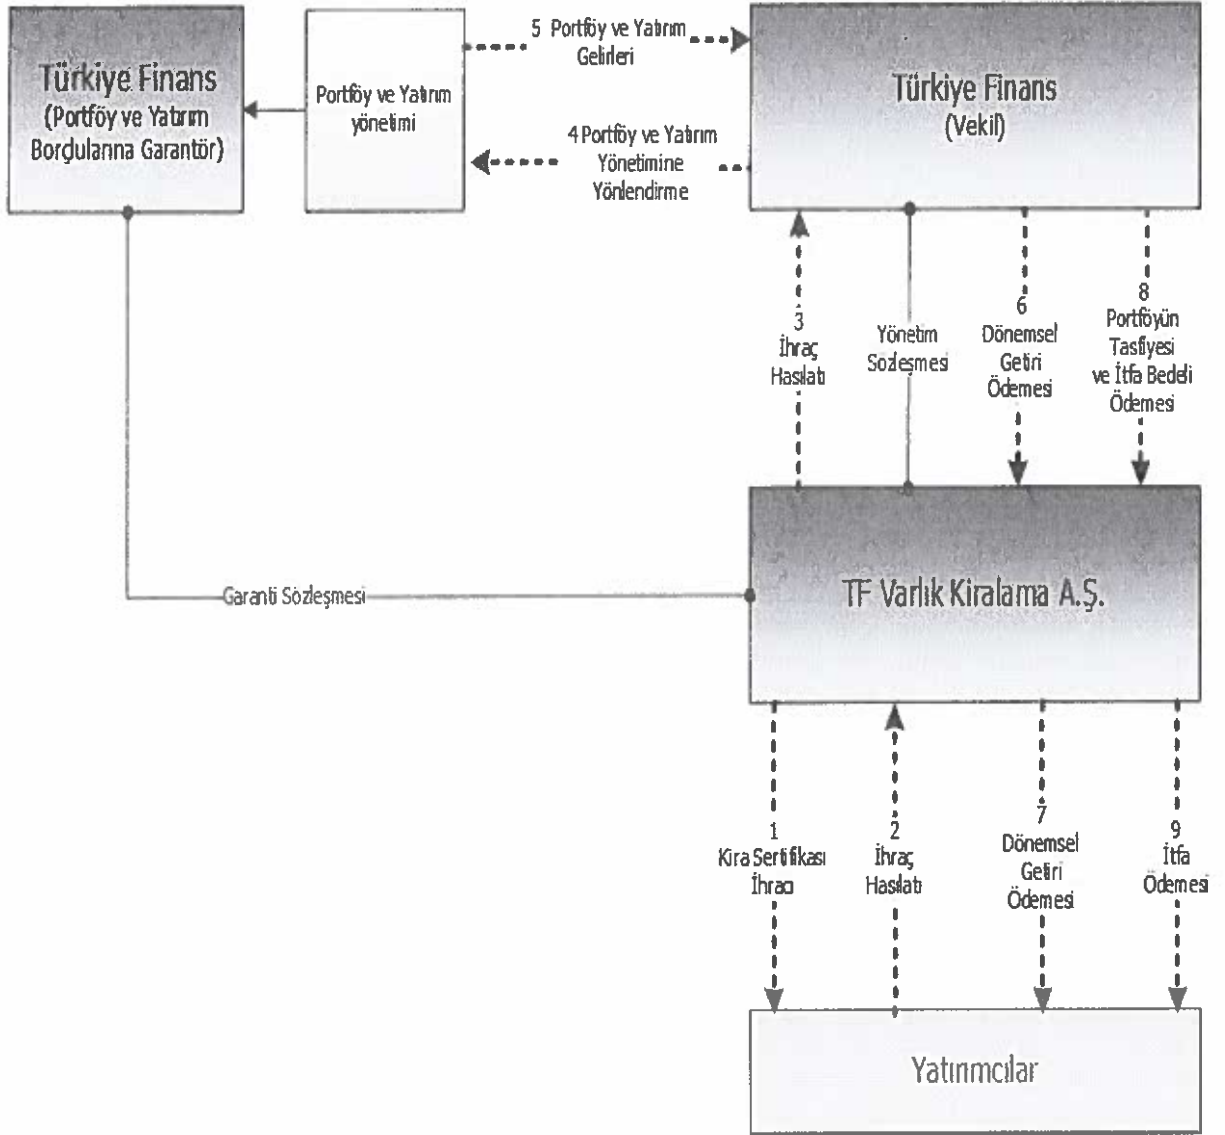 Türkiye Finans
(Portföy ve Yatırım
Borçlularına Garantör)
Portföy ve Yatırım
yönetimi
5 Portföy ve Yatırım
Gelirleri
4 Portföy ve Yatırım
Yönetimine
Yönlendirme
Türkiye Finans
(Vekil)
3
İhraç
Hasılatı
Yönetim
Sözleşmesi
6
Dönemsel
Getiri
Ödemesi
8
Portföyün
Tasfiyesi
ve İtfa Bedeli
Ödemesi
Garanti Sözleşmesi
TF Varlık Kiralama A.Ş.
1
Kira Sertifikası
İhracı
2
İhraç
Hasılatı
7
Dönemsel
Getiri
Ödemesi
9
İtfa
Ödemesi
Yatırımcılar